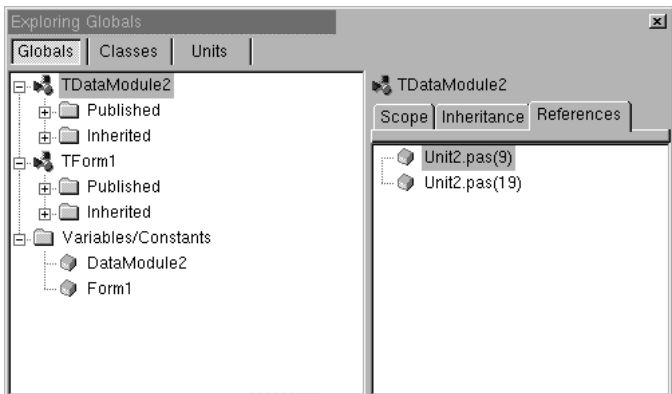 Exploring Globals
Globals Classes Units
TDataModule2
Published
Inherited
TForm1
Published
Inherited
Variables/Constants
DataModule2
Form1
TDataModule2
Scope Inheritance References
Unit2.pas(9)
Unit2.pas(19)